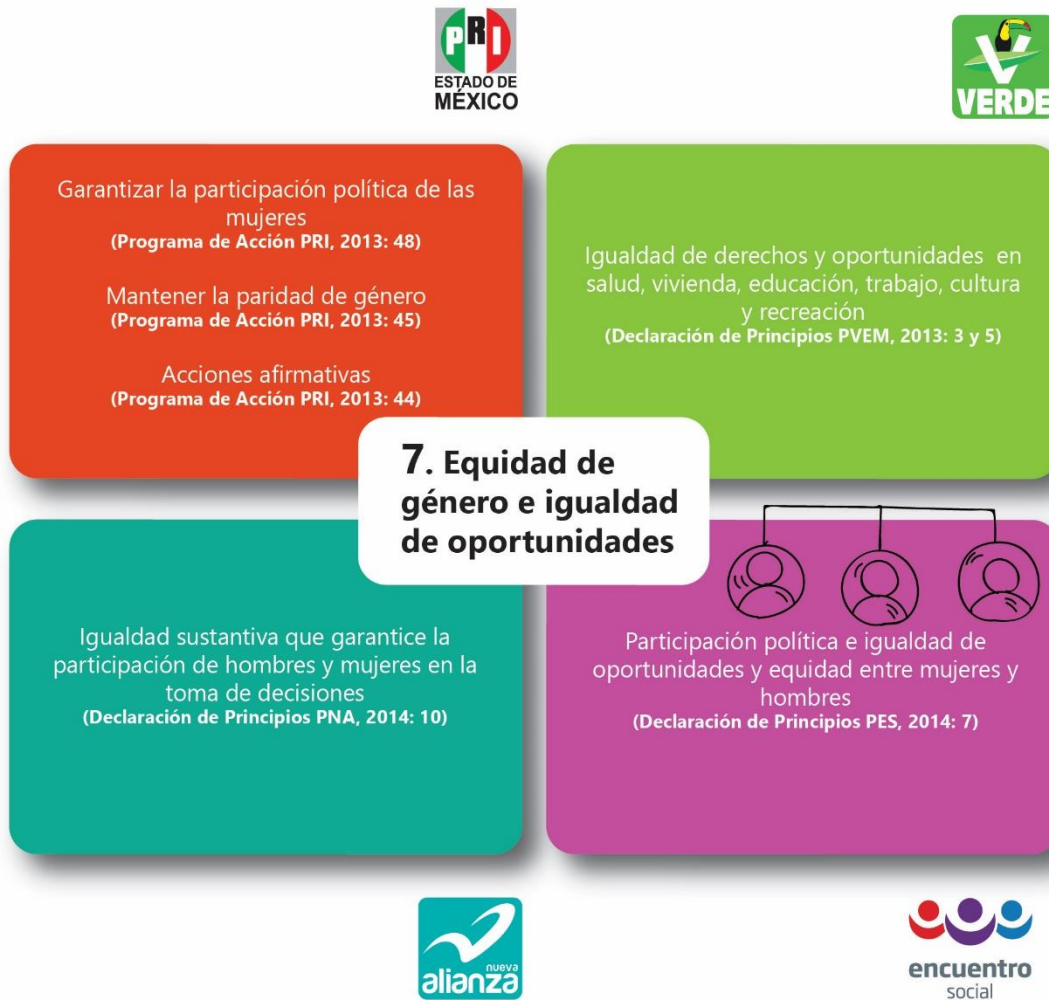 PRI
ESTADO DE
MÉXICO
VERDE
Garantizar la participación política de las
mujeres
(Programa de Acción PRI, 2013: 48)
Mantener la paridad de género
(Programa de Acción PRI, 2013: 45)
Acciones afirmativas
(Programa de Acción PRI, 2013: 44)
Igualdad de derechos y oportunidades en
salud, vivienda, educación, trabajo, cultura
y recreación
(Declaración de Principios PVEM, 2013: 3 y 5)
7. Equidad de
género e igualdad
de oportunidades
Igualdad sustantiva que garantice la
participación de hombres y mujeres en la
toma de decisiones
(Declaración de Principios PNA, 2014: 10)
Participación política e igualdad de
oportunidades y equidad entre mujeres y
hombres
(Declaración de Principios PES, 2014: 7)
nueva
alianza
encuentro
social